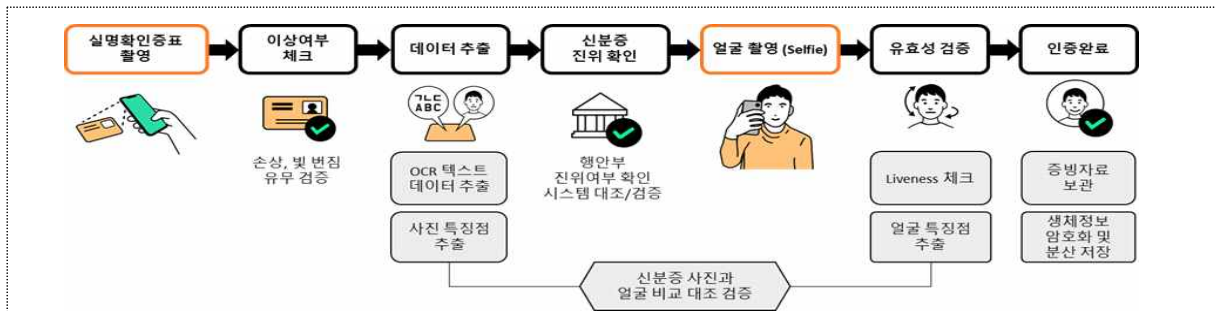 실명확인증표
촬영
이상여부
체크
데이터 추출
신분증
진위 확인
얼굴 촬영 (Selfie)
유효성 검증
인증완료
ㄱㄴㄷ
ABC
손상, 빛 번짐
유무 검증
OCR 텍스트
데이터 추출
사진 특징점
추출
행안부
진위여부 확인
시스템 대조/검증
Liveness 체크
얼굴 특징점
추출
증빙자료
보관
생체정보
암호화 및
분산 저장
신분증 사진과
얼굴 비교 대조 검증